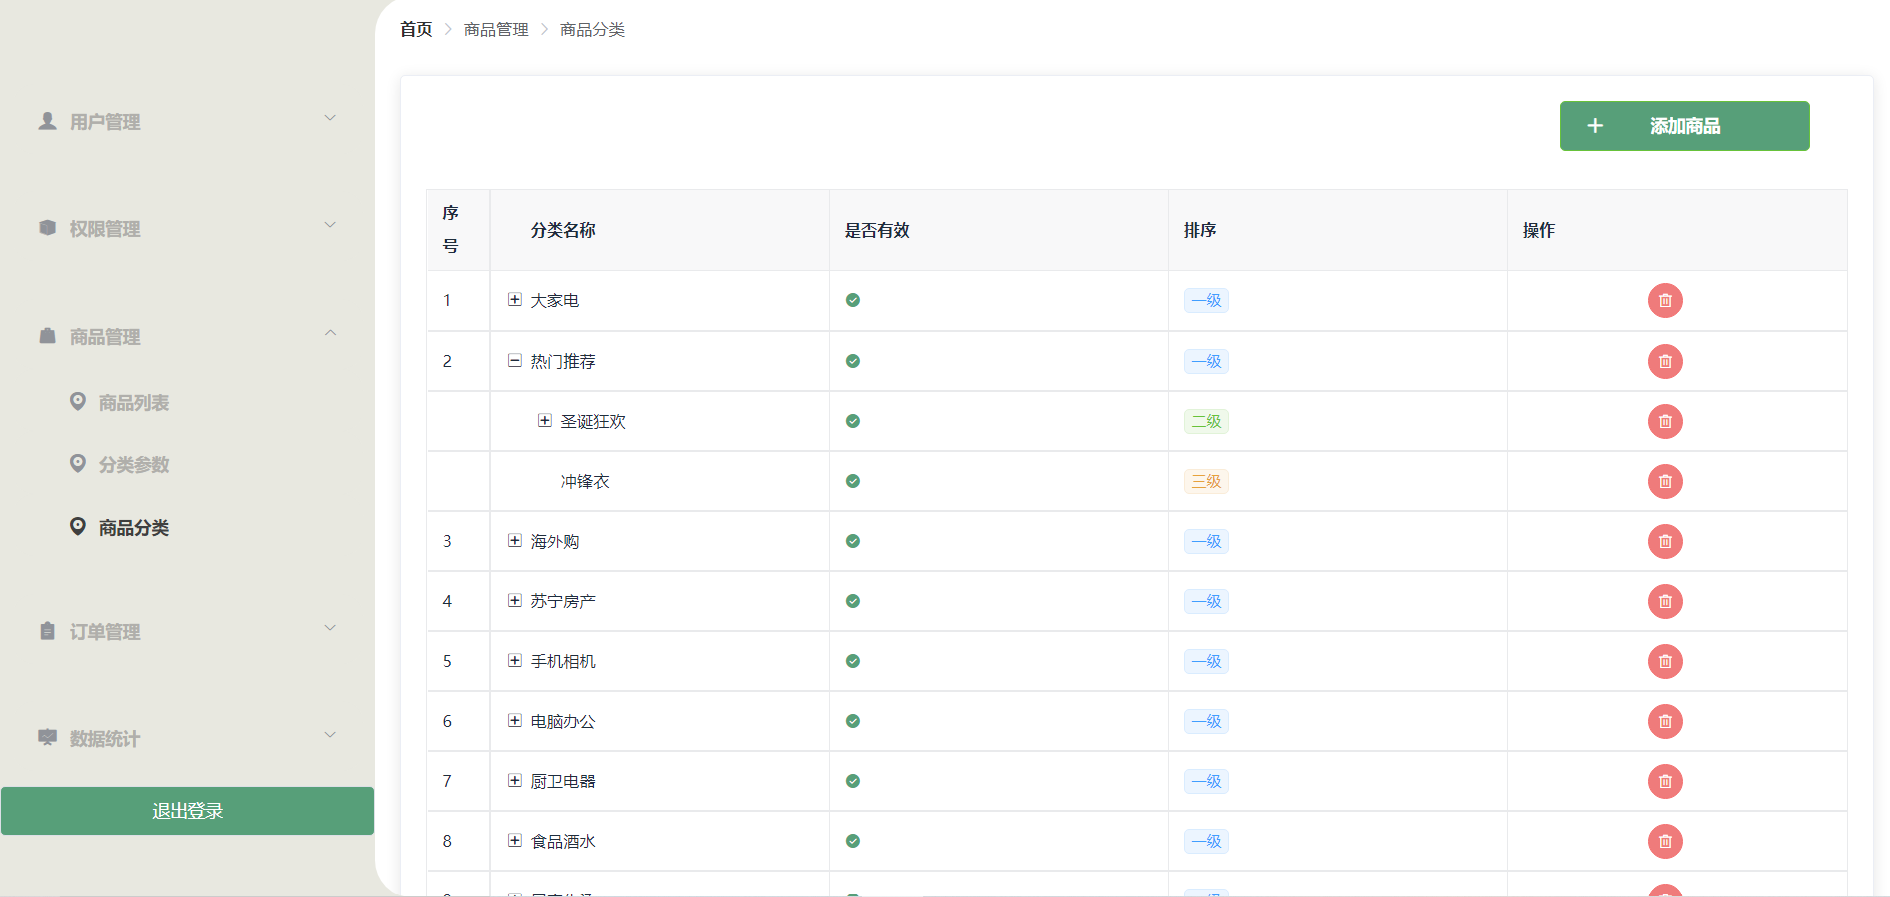 首页 > 商品管理 > 商品分类
用户管理
权限管理
商品管理
商品列表
分类参数
商品分类
订单管理
数据统计
退出登录
添加商品
序号 分类名称 是否有效 排序 操作
1 大家电 一级
2 热门推荐 一级
圣诞狂欢 二级
冲锋衣 三级
3 海外购 一级
4 苏宁房产 一级
5 手机相机 一级
6 电脑办公 一级
7 厨卫电器 一级
8 食品酒水 一级